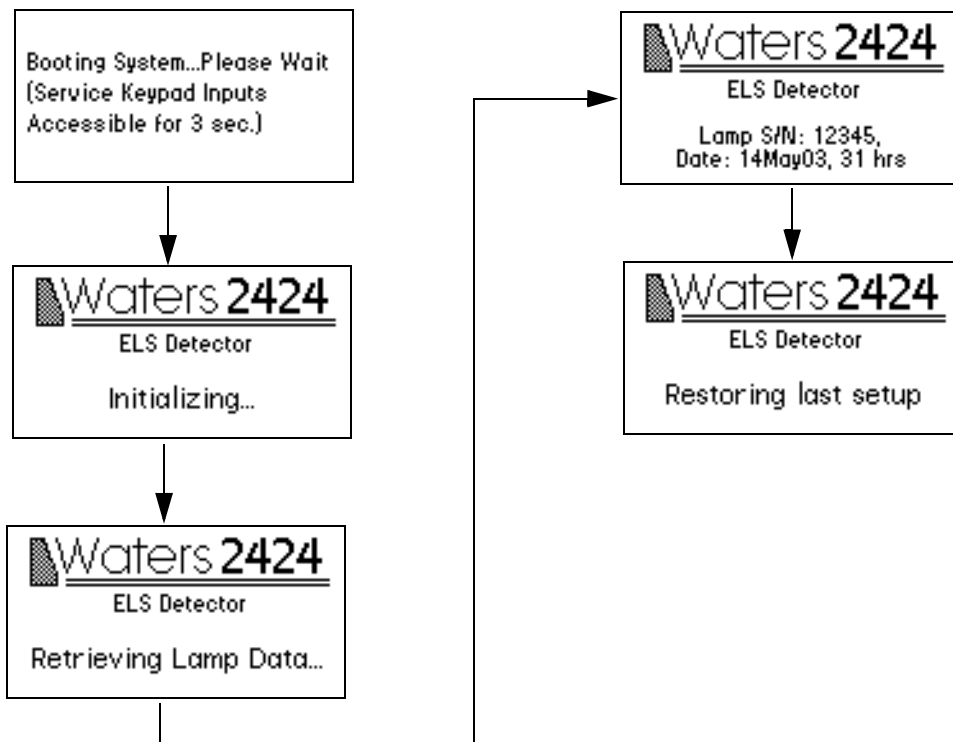 Booting System...Please Wait
(Service Keypad Inputs
Accessible for 3 sec.)
Waters 2424
ELS Detector
Initializing...
Waters 2424
ELS Detector
Retrieving Lamp Data...
Waters 2424
ELS Detector
Lamp S/N: 12345,
Date: 14May03, 31 hrs
Waters 2424
ELS Detector
Restoring last setup